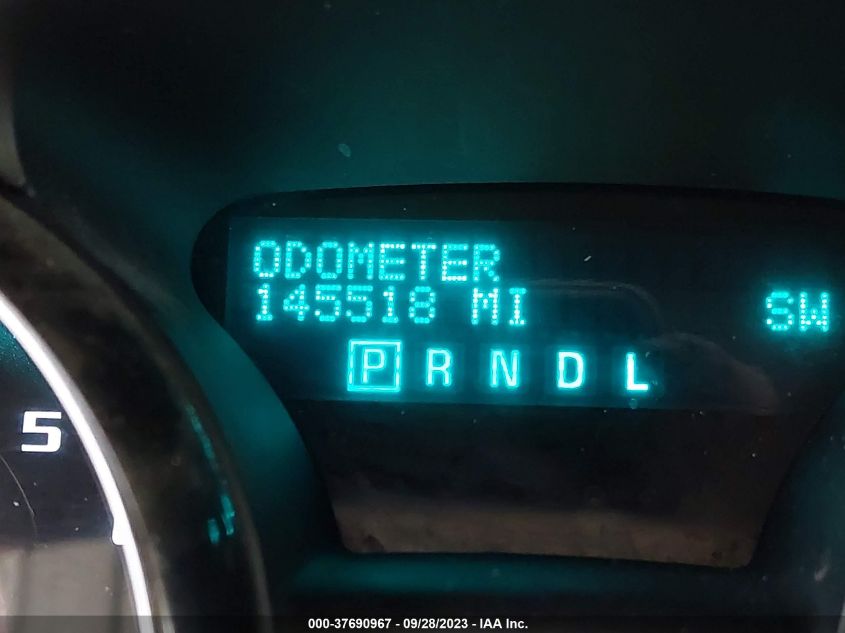 ODOMETER
145518 MI SW
P R N D L
5
000-37690967 - 09/28/2023 - IAA Inc.